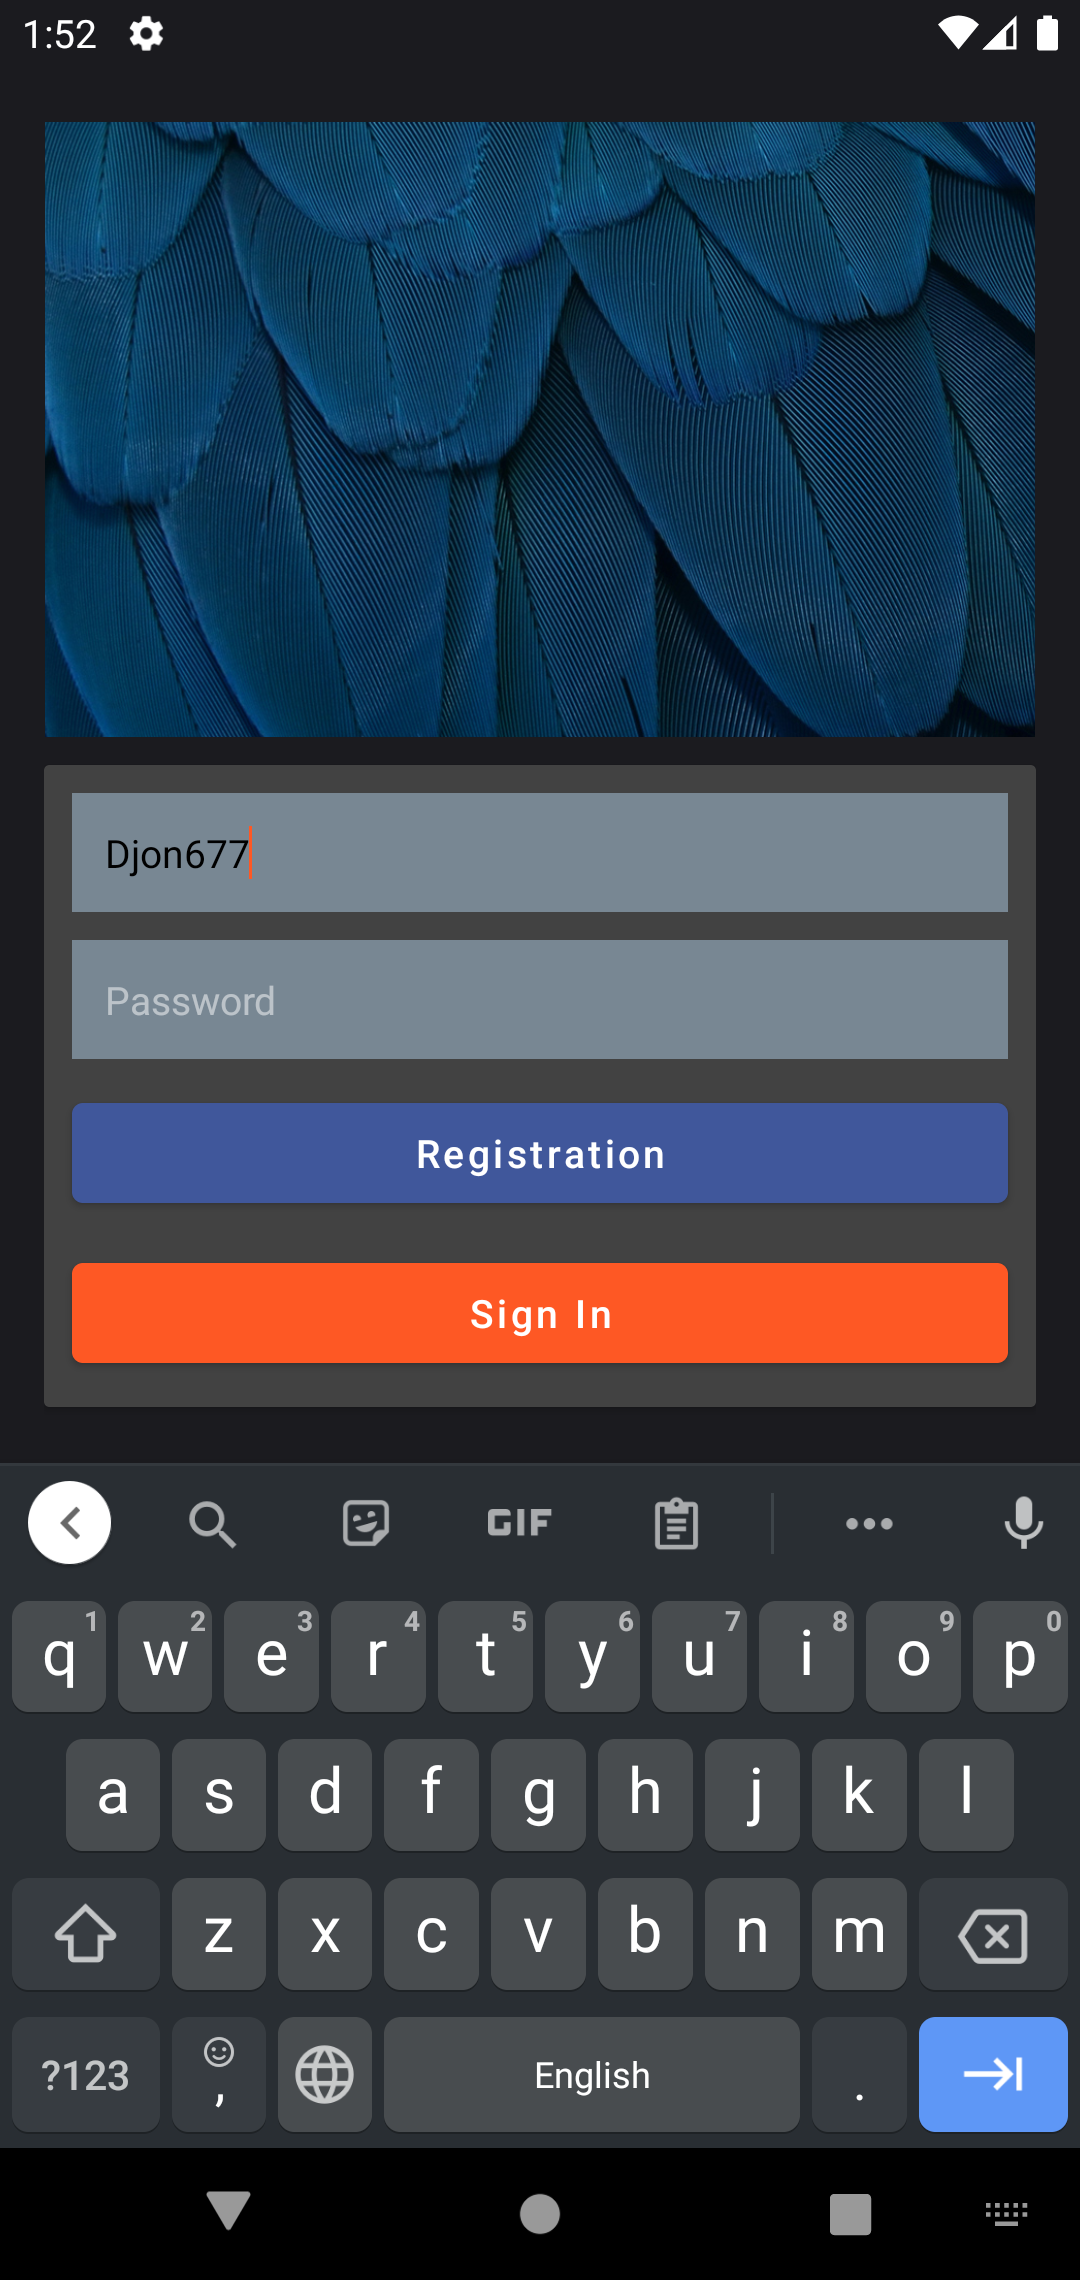 1:52
Djon677
Password
Registration
Sign In
GIF
1 2 3 4 5 6 7 8 9 0
q w e r t y u i o p
a s d f g h j k l
z x c v b n m
?123 , English .